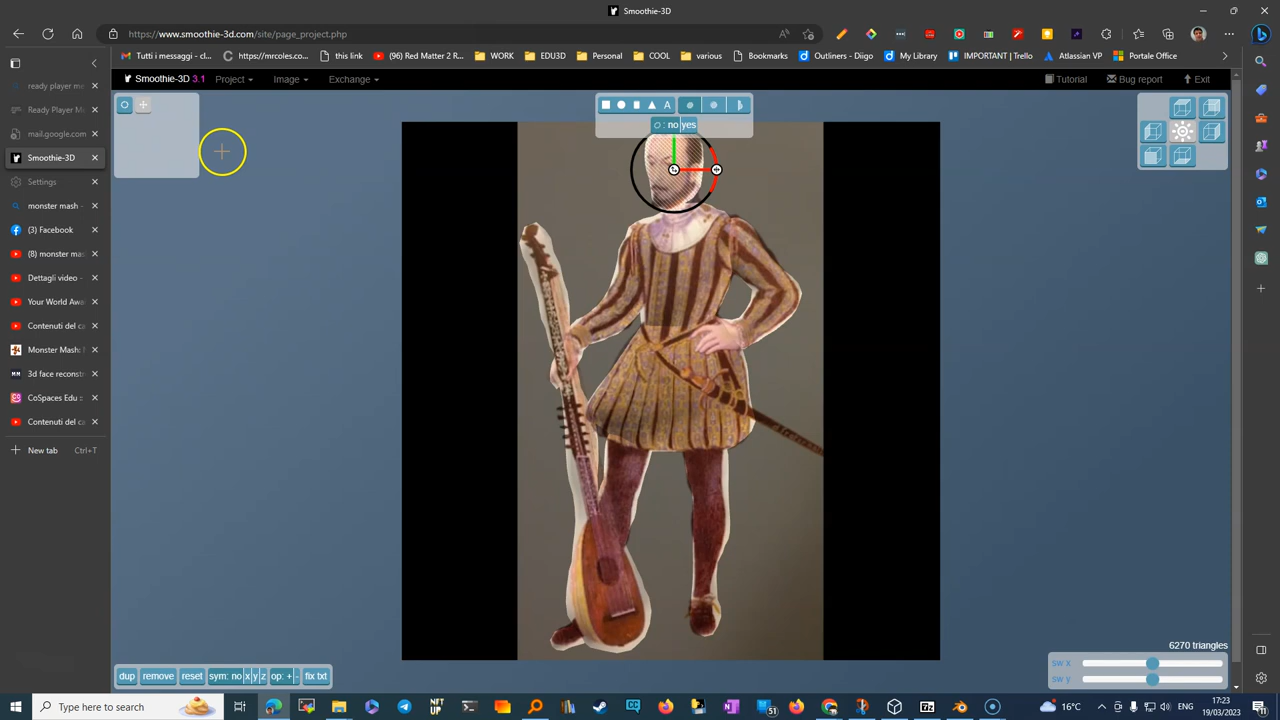 Smoothie-3D
https://www.smoothie-3d.com/site/page_project.php
Tutti i messaggi - cl...
https://mrcoles.co...
this link
(96) Red Matter 2 R...
WORK
EDU3D
Personal
COOL
various
Bookmarks
Outliners - Diigo
My Library
IMPORTANT | Trello
Atlassian VP
Portale Office
Smoothie-3D 3.1
Project
Image
Exchange
Tutorial
Bug report
Exit
ready player me
Ready Player M
mail.google.com
Smoothie-3D
Settings
monster mash -
(3) Facebook
(8) monster mas
Dettagli video -
Your World Awa
Contenuti del ca
Monster Mash:
3d face reconstr
CoSpaces Edu
Contenuti del ca
New tab
Ctrl+T
A
: no yes
6270 triangles
sw x
sw y
dup
remove
reset
sym: no x y z
op: + -
fix txt
Type here to search
NFT UP
51
16°C
17:23
19/03/2023